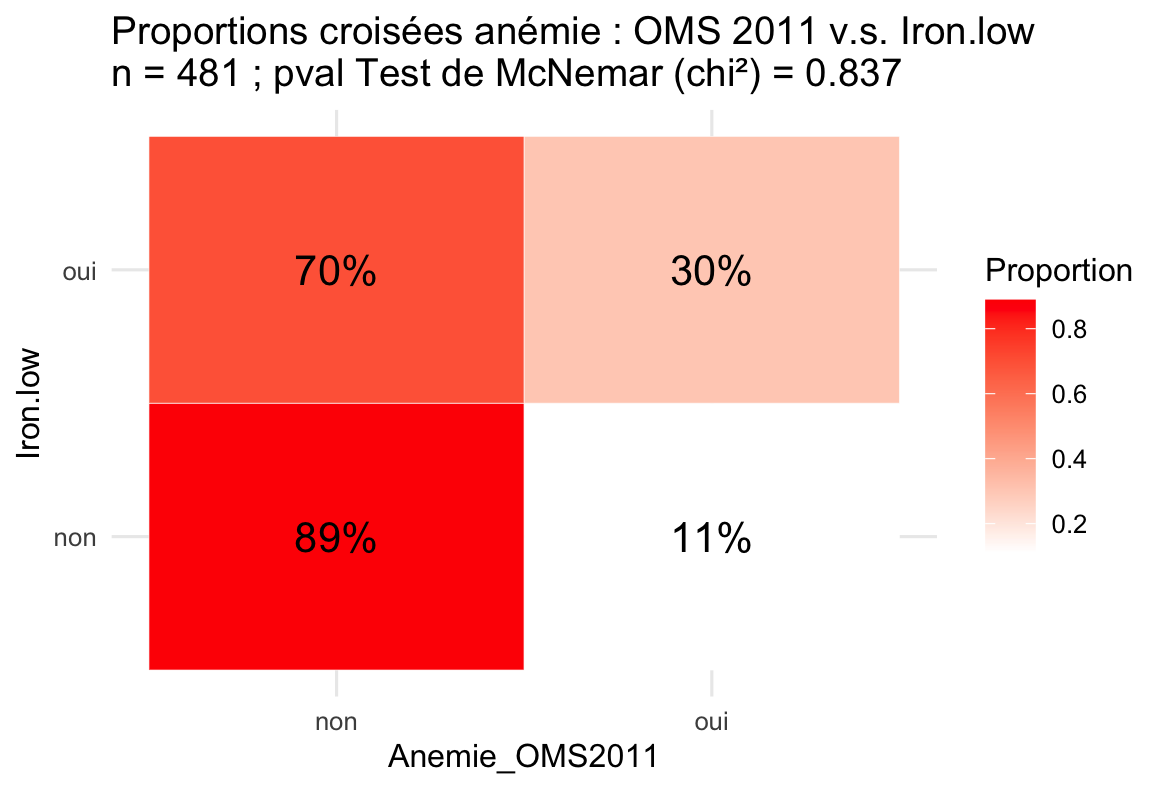 Proportions croisées anémie : OMS 2011 v.s. Iron.low
n = 481 ; pval Test de McNemar (chi²) = 0.837
oui
70%
30%
non
89%
11%
Iron.low
non
oui
Anemie_OMS2011
Proportion
0.8
0.6
0.4
0.2